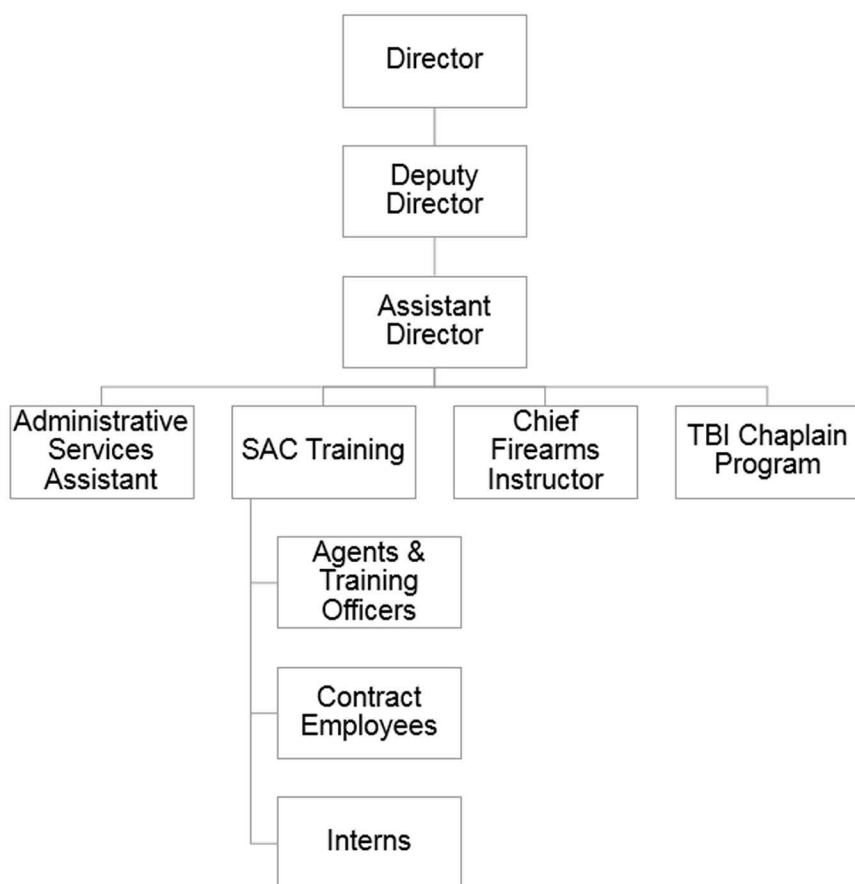 Director
Deputy
Director
Assistant
Director
Administrative
Services
Assistant
SAC Training
Chief
Firearms
Instructor
TBI Chaplain
Program
Agents &
Training
Officers
Contract
Employees
Interns